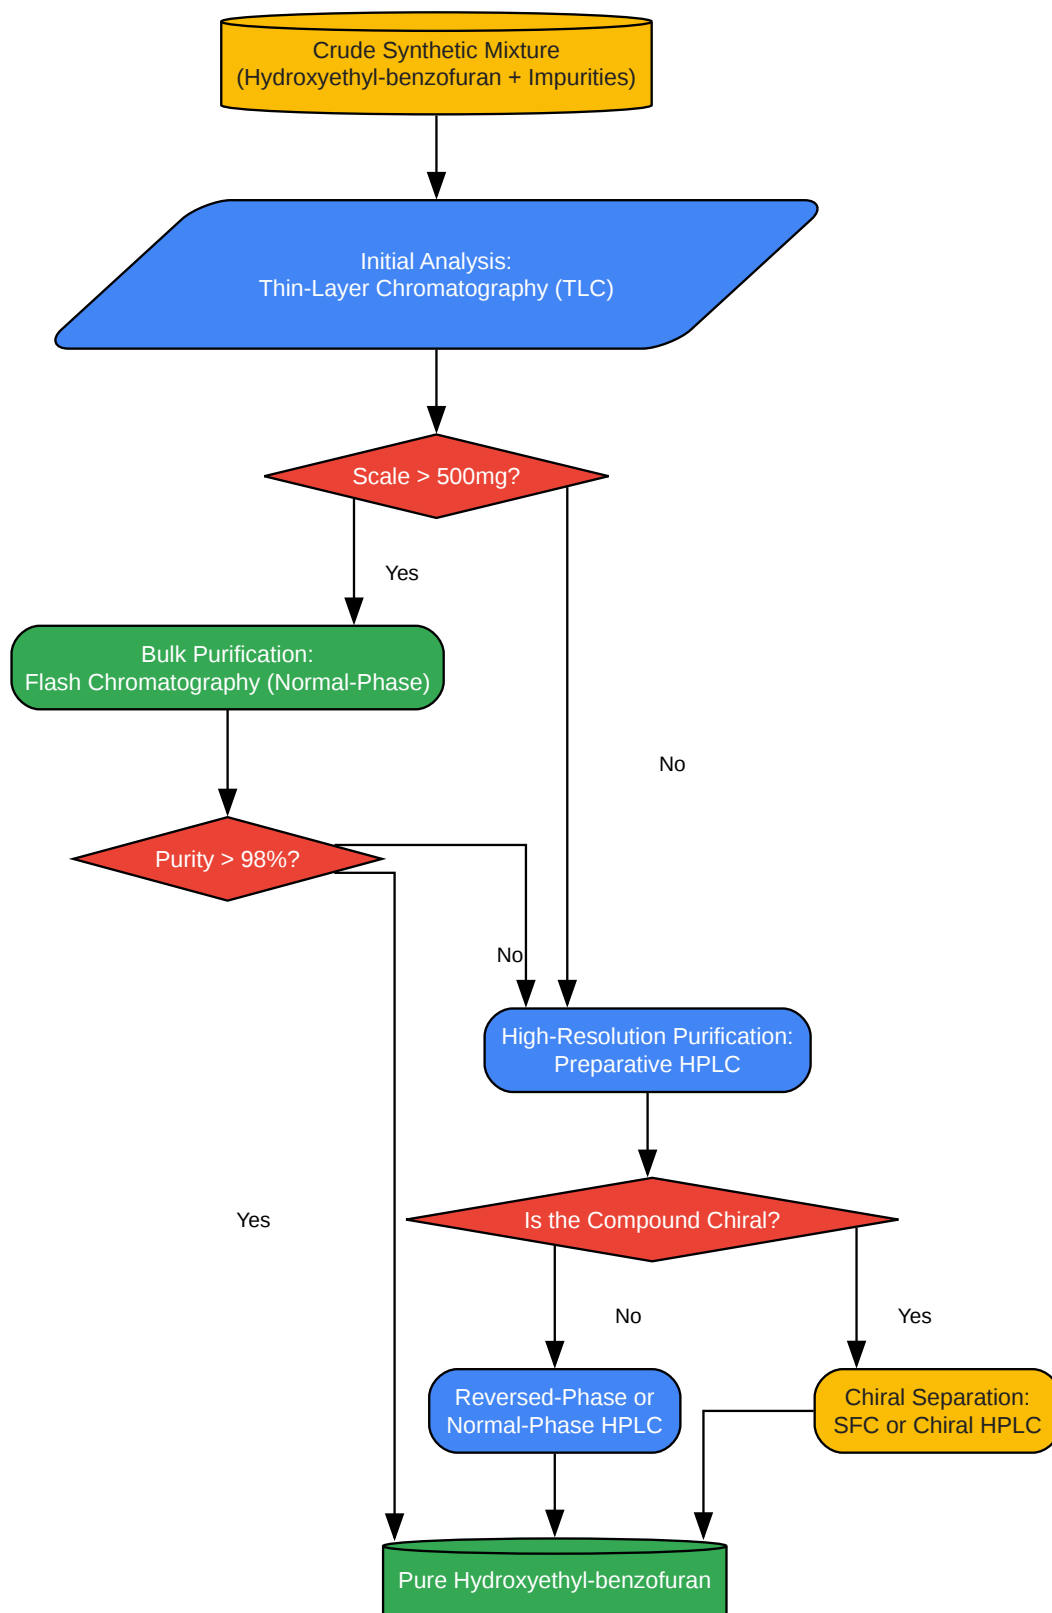 Crude Synthetic Mixture
(Hydroxyethyl-benzofuran + Impurities)
Initial Analysis:
Thin-Layer Chromatography (TLC)
Scale > 500mg?
Yes
Bulk Purification:
Flash Chromatography (Normal-Phase)
No
Purity > 98%?
No
High-Resolution Purification:
Preparative HPLC
Yes
Is the Compound Chiral?
No
Yes
Reversed-Phase or
Normal-Phase HPLC
Chiral Separation:
SFC or Chiral HPLC
Pure Hydroxyethyl-benzofuran